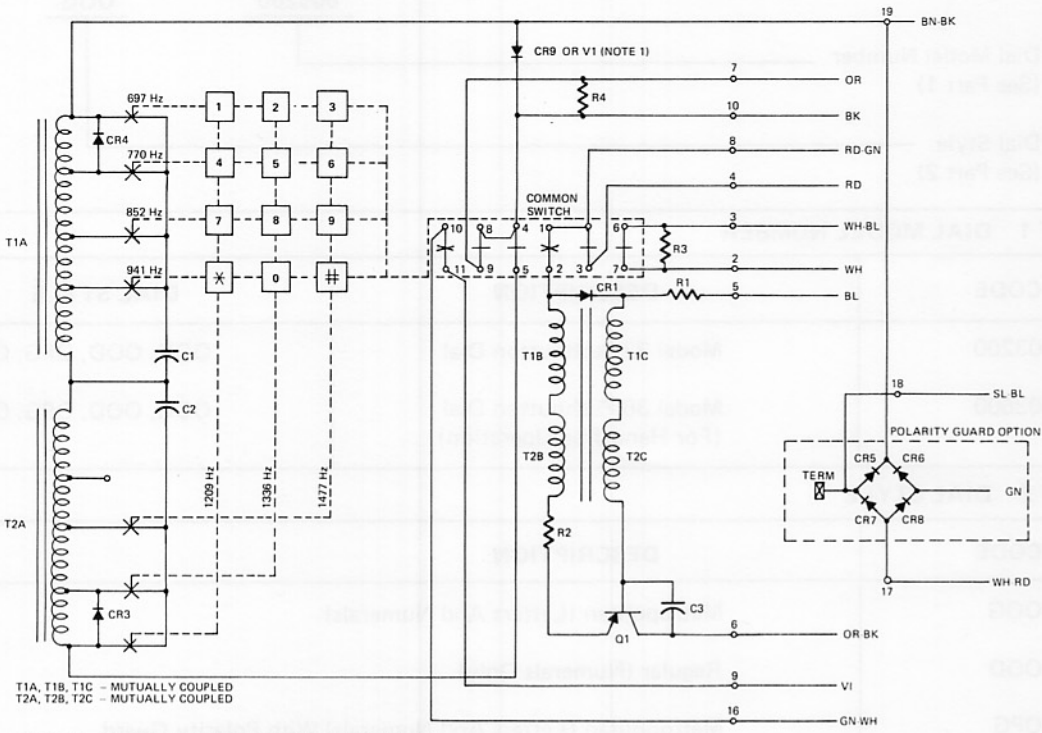 19
BN-BK
CR9 OR V1 (NOTE 1)
7
OR
697 Hz
1
2
3
R4
10
BK
CR4
8
RD-GN
770 Hz
4
5
6
4
RD
COMMON
SWITCH
852 Hz
7
8
9
3
WH-BL
10
8
4
1
6
T1A
R3
941 Hz
*
0
#
2
WH
11
9
5
2
3
7
CR1
R1
5
BL
C1
T1B
T1C
C2
18
SL-BL
POLARITY GUARD OPTION
1209 Hz
1336 Hz
1477 Hz
T2B
T2C
CR5
CR6
TERM
GN
T2A
CR7
CR8
R2
CR3
C3
17
WH RD
6
OR-BK
Q1
T1A, T1B, T1C – MUTUALLY COUPLED
T2A, T2B, T2C – MUTUALLY COUPLED
9
VI
16
GN-WH